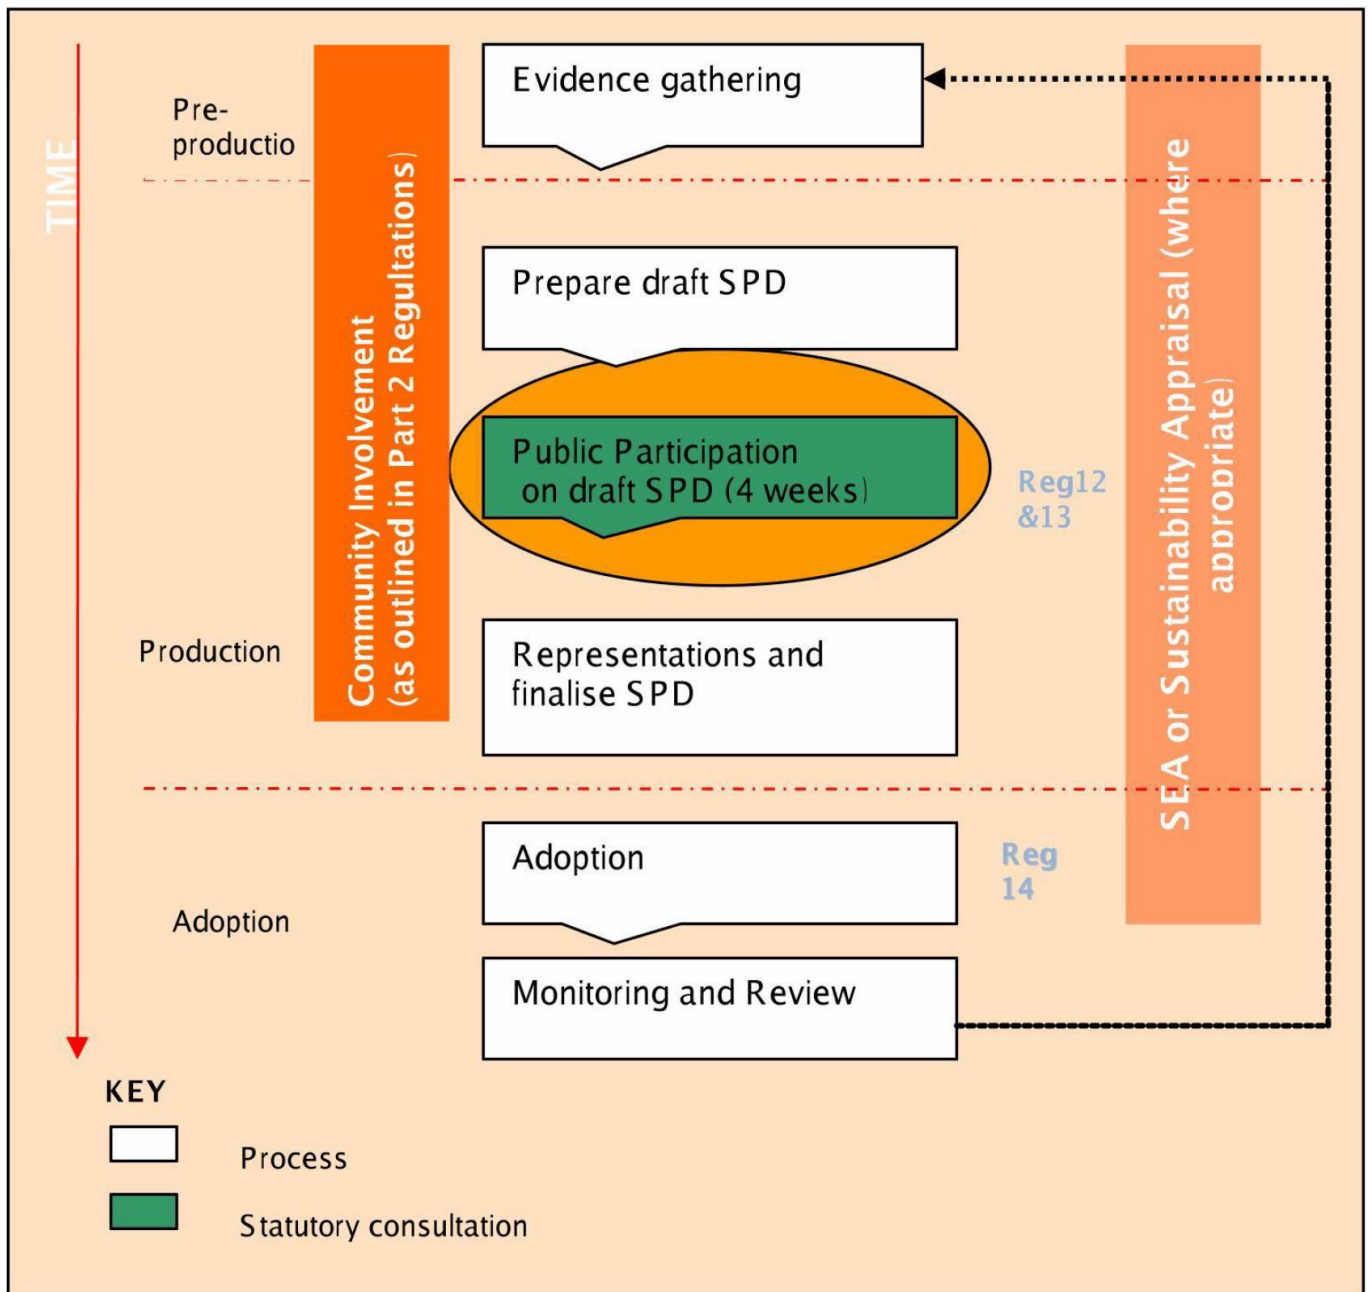 TIME
Pre-
productio
Community Involvement
(as outlined in Part 2 Regultations)
Evidence gathering
Prepare draft SPD
Public Participation
on draft SPD (4 weeks)
Reg12
&13
SEA or Sustainability Appraisal (where
appropriate)
Production
Representations and
finalise SPD
Adoption
Reg
14
Adoption
Monitoring and Review
KEY
Process
Statutory consultation